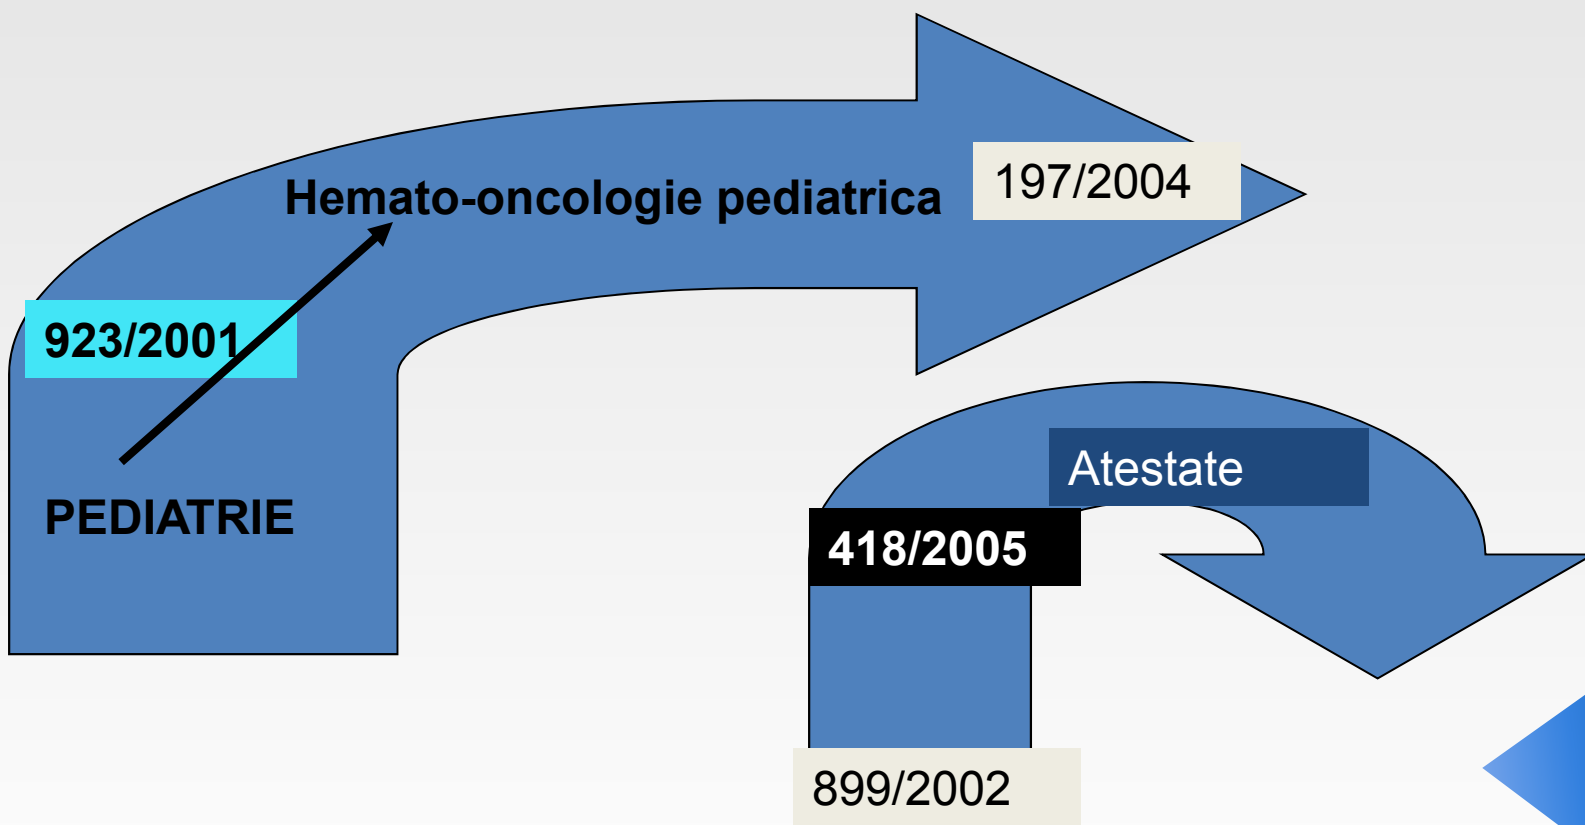 197/2004
Hemato-oncologie pediatrica
923/2001
PEDIATRIE
Atestate
418/2005
899/2002